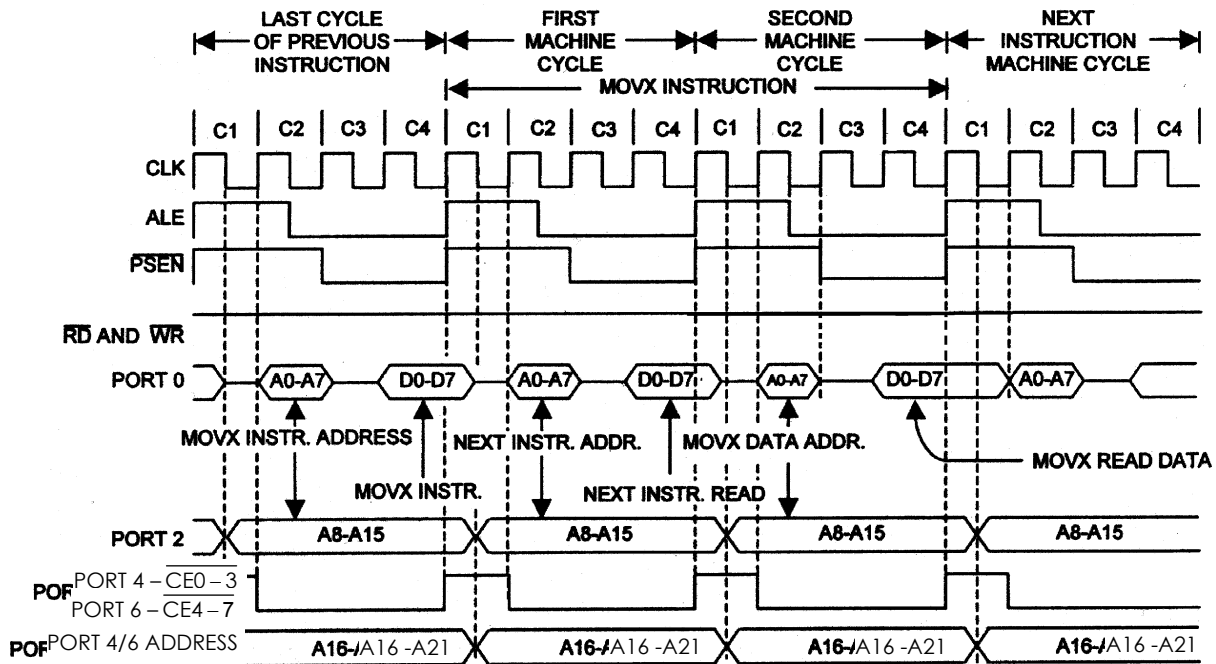 LAST CYCLE OF PREVIOUS INSTRUCTION
FIRST MACHINE CYCLE
SECOND MACHINE CYCLE
NEXT INSTRUCTION MACHINE CYCLE
MOVX INSTRUCTION
C1 C2 C3 C4 C1 C2 C3 C4 C1 C2 C3 C4 C1 C2 C3 C4
CLK
ALE
PSEN
RD AND WR
PORT 0 A0-A7 D0-D7 A0-A7 D0-D7 A0-A7 D0-D7 A0-A7
MOVX INSTR. ADDRESS NEXT INSTR. ADDR. MOVX DATA ADDR.
MOVX READ DATA
MOVX INSTR. NEXT INSTR. READ
PORT 2 A8-A15 A8-A15 A8-A15 A8-A15
PORT 4 – CE0 – 3
PORT 6 – CE4 – 7
PORT 4/6 ADDRESS A16 -A21 A16 -A21 A16 -A21 A16 -A21